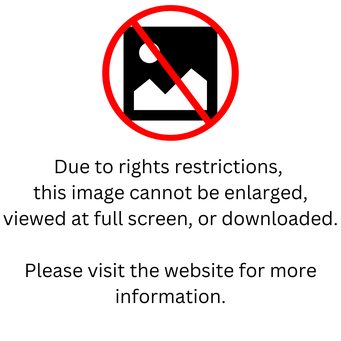 Due to rights restrictions,
this image cannot be enlarged,
viewed at full screen, or downloaded.
Please visit the website for more
information.